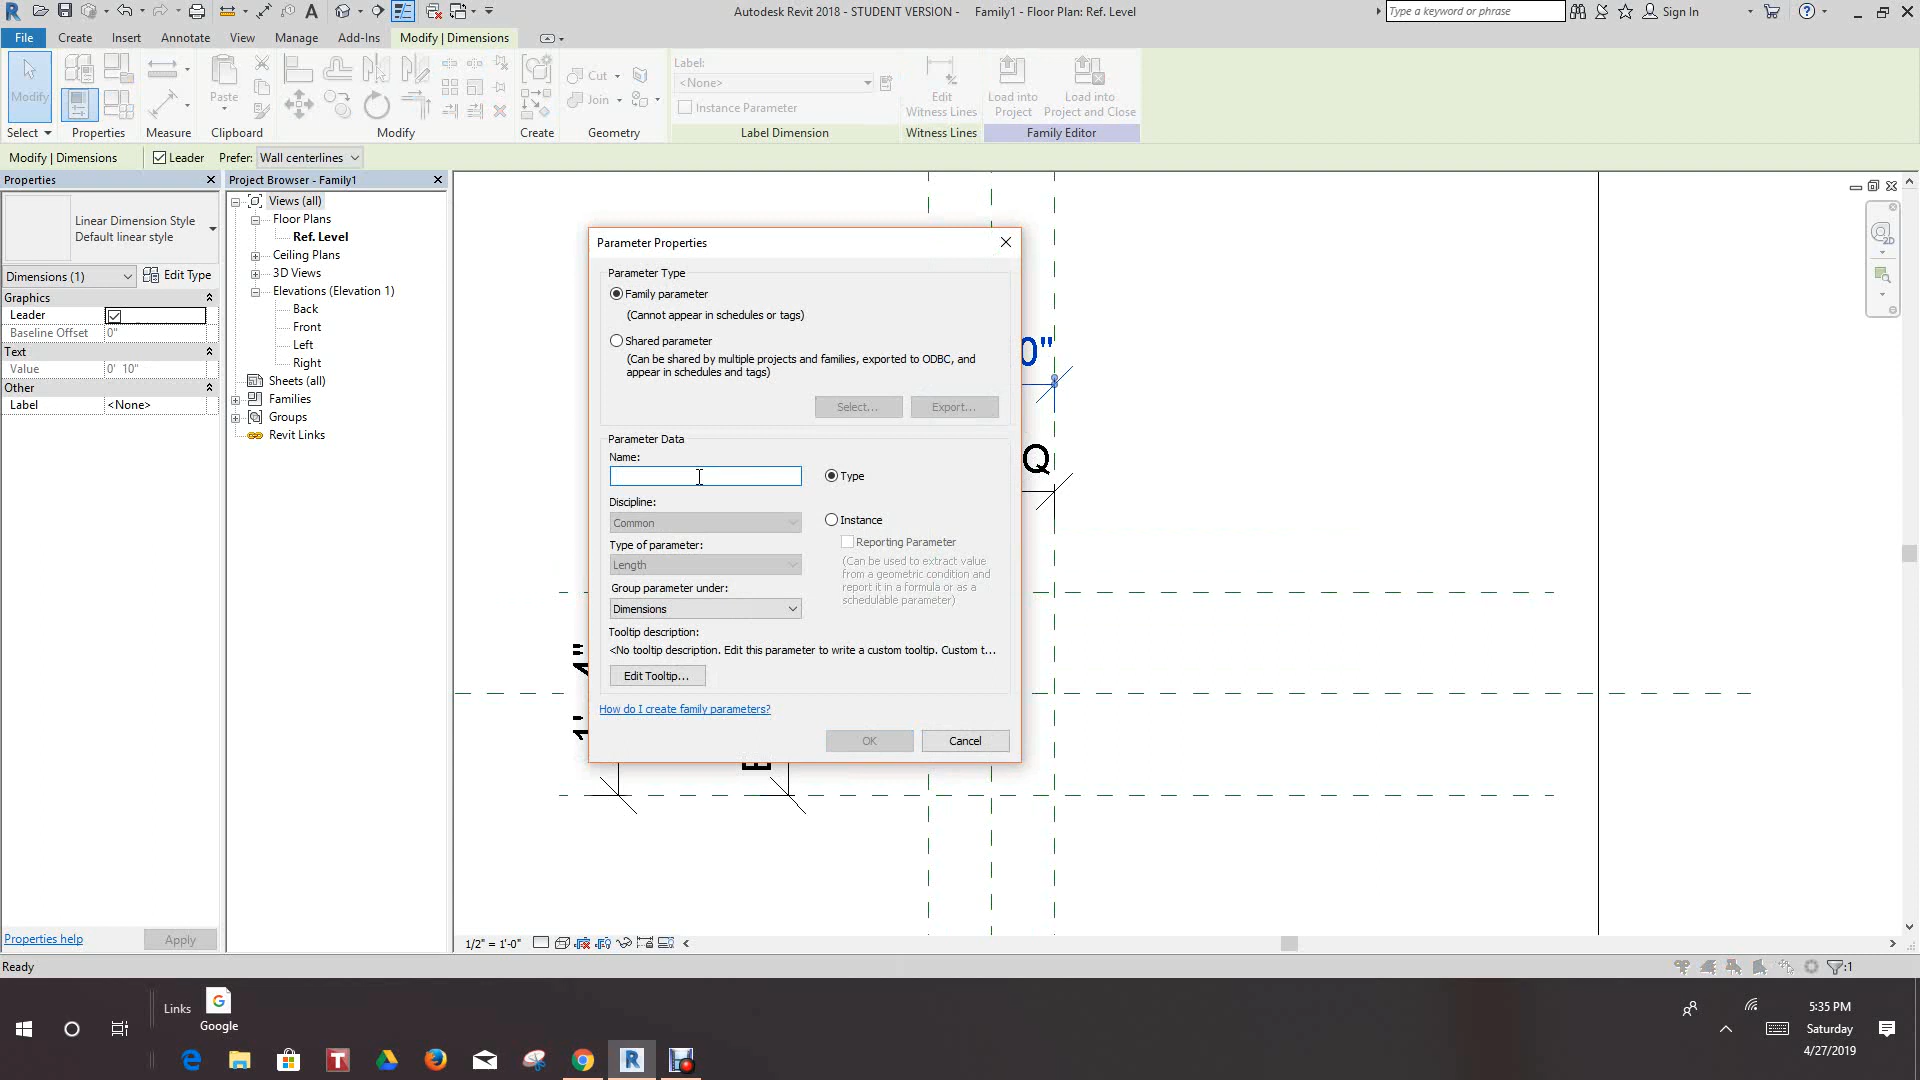 Autodesk Revit 2018 - STUDENT VERSION - Family1 - Floor Plan: Ref. Level
Type a keyword or phrase
Sign In
File Create Insert Annotate View Manage Add-Ins Modify | Dimensions
Modify
Paste
Cut
Join
Label:
<None>
Instance Parameter
Edit
Witness Lines
Load into
Project
Load into
Project and Close
Select Properties Measure Clipboard Modify Create Geometry Label Dimension Witness Lines Family Editor
Modify | Dimensions Leader Prefer: Wall centerlines
Properties
Linear Dimension Style
Default linear style
Dimensions (1) Edit Type
Graphics
Leader
Baseline Offset 0"
Text
Value 0' 10"
Other
Label <None>
Properties help Apply
Project Browser - Family1
Views (all)
Floor Plans
Ref. Level
Ceiling Plans
3D Views
Elevations (Elevation 1)
Back
Front
Left
Right
Sheets (all)
Families
Groups
Revit Links
Parameter Properties
Parameter Type
Family parameter
(Cannot appear in schedules or tags)
Shared parameter
(Can be shared by multiple projects and families, exported to ODBC, and
appear in schedules and tags)
Select... Export...
Parameter Data
Name:
Type
Discipline:
Common
Instance
Type of parameter:
Length
Reporting Parameter
(Can be used to extract value
from a geometric condition and
report it in a formula or as a
schedulable parameter)
Group parameter under:
Dimensions
Tooltip description:
<No tooltip description. Edit this parameter to write a custom tooltip. Custom t...
Edit Tooltip...
How do I create family parameters?
OK Cancel
0"
Q
2D
1/2" = 1'-0"
Ready
:1
Links
Google
5:35 PM
Saturday
4/27/2019